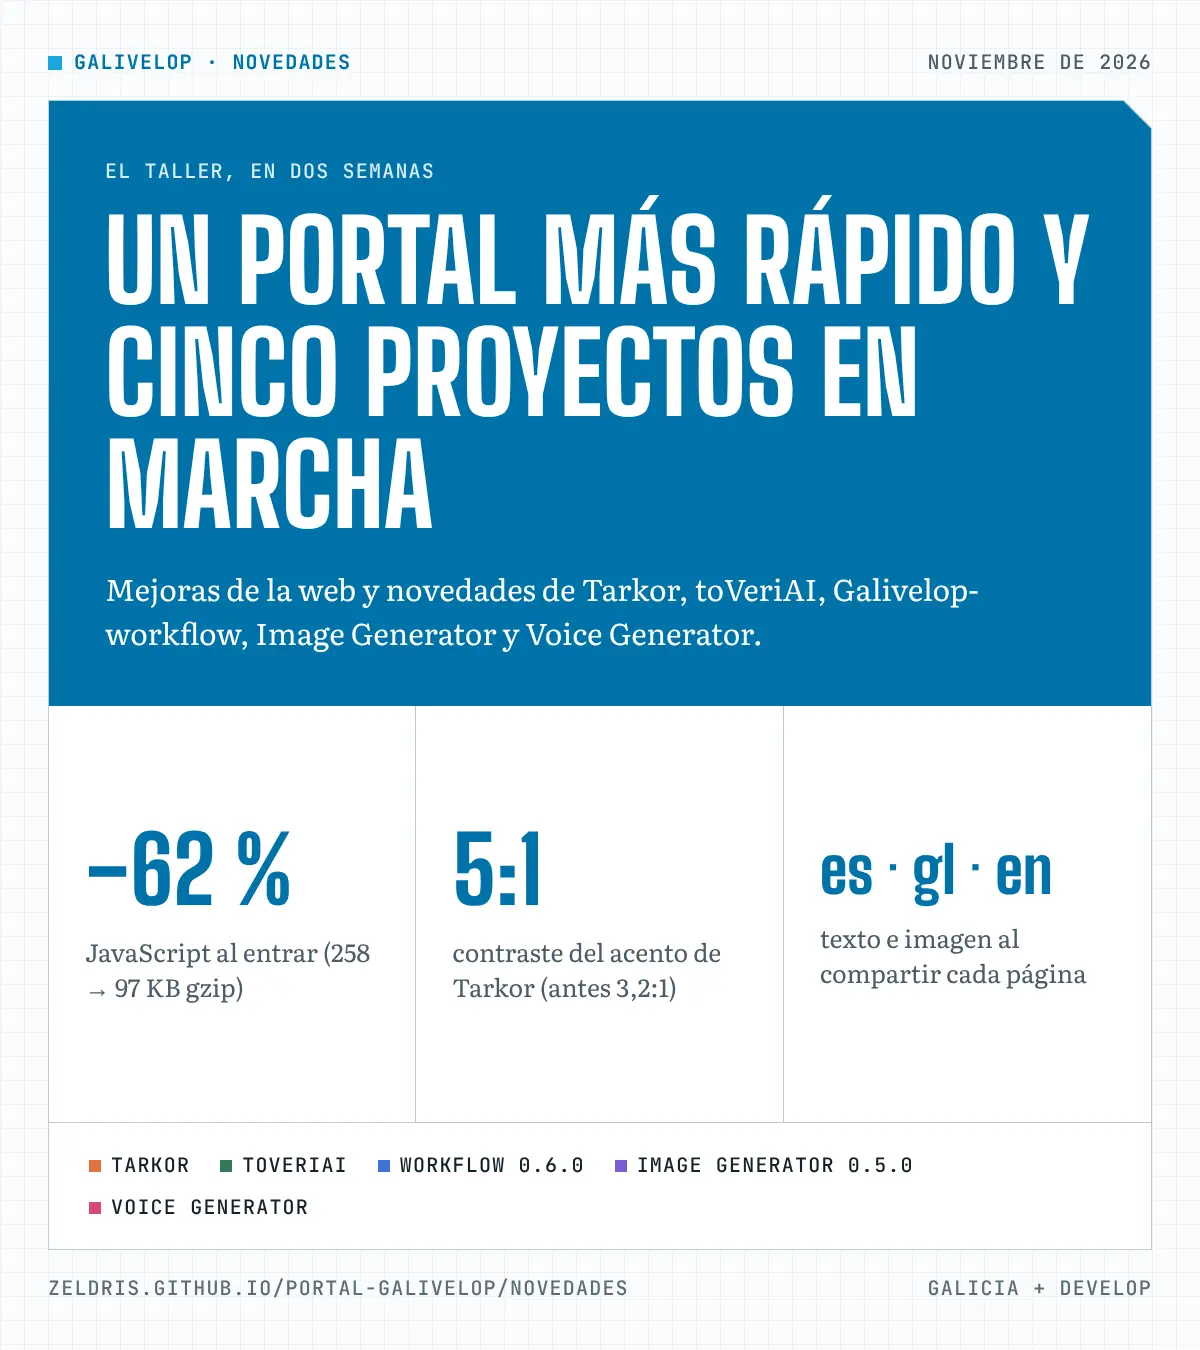 GALIVELOP · NOVEDADES
NOVIEMBRE DE 2026
EL TALLER, EN DOS SEMANAS
UN PORTAL MÁS RÁPIDO Y
CINCO PROYECTOS EN
MARCHA
Mejoras de la web y novedades de Tarkor, toVeriAI, Galivelop-
workflow, Image Generator y Voice Generator.
−62 %
JavaScript al entrar (258
→ 97 KB gzip)
5:1
contraste del acento de
Tarkor (antes 3,2:1)
es · gl · en
texto e imagen al
compartir cada página
TARKOR
TOVERIAI
WORKFLOW 0.6.0
IMAGE GENERATOR 0.5.0
VOICE GENERATOR
ZELDRIS.GITHUB.IO/PORTAL-GALIVELOP/NOVEDADES
GALICIA + DEVELOP